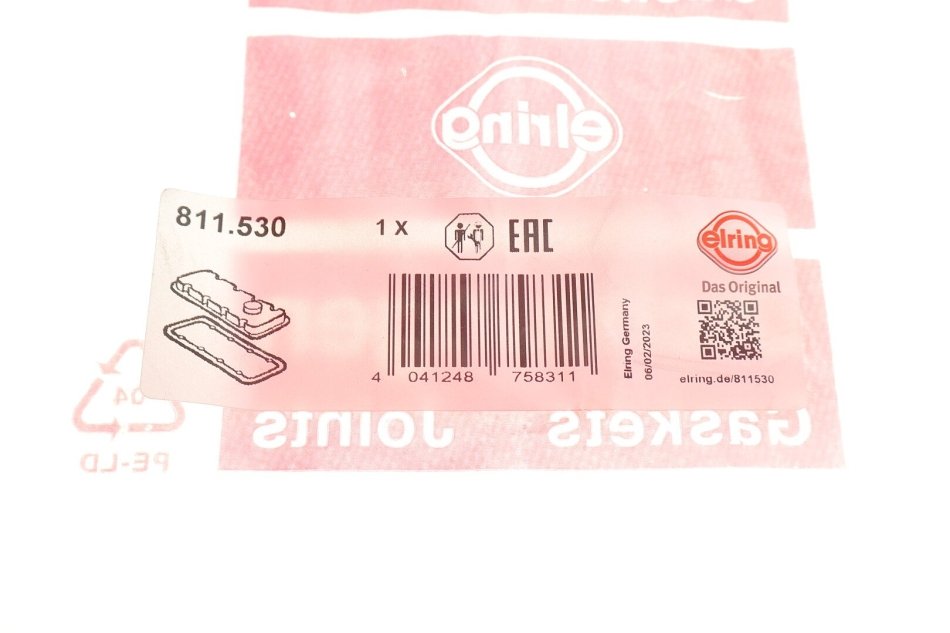 elring
811.530
1 X
EAC
elring
Das Original
Elring Germany
06/02/2023
4 041248 758311
elring.de/811530
04
PE-LD
Gaskets Joints